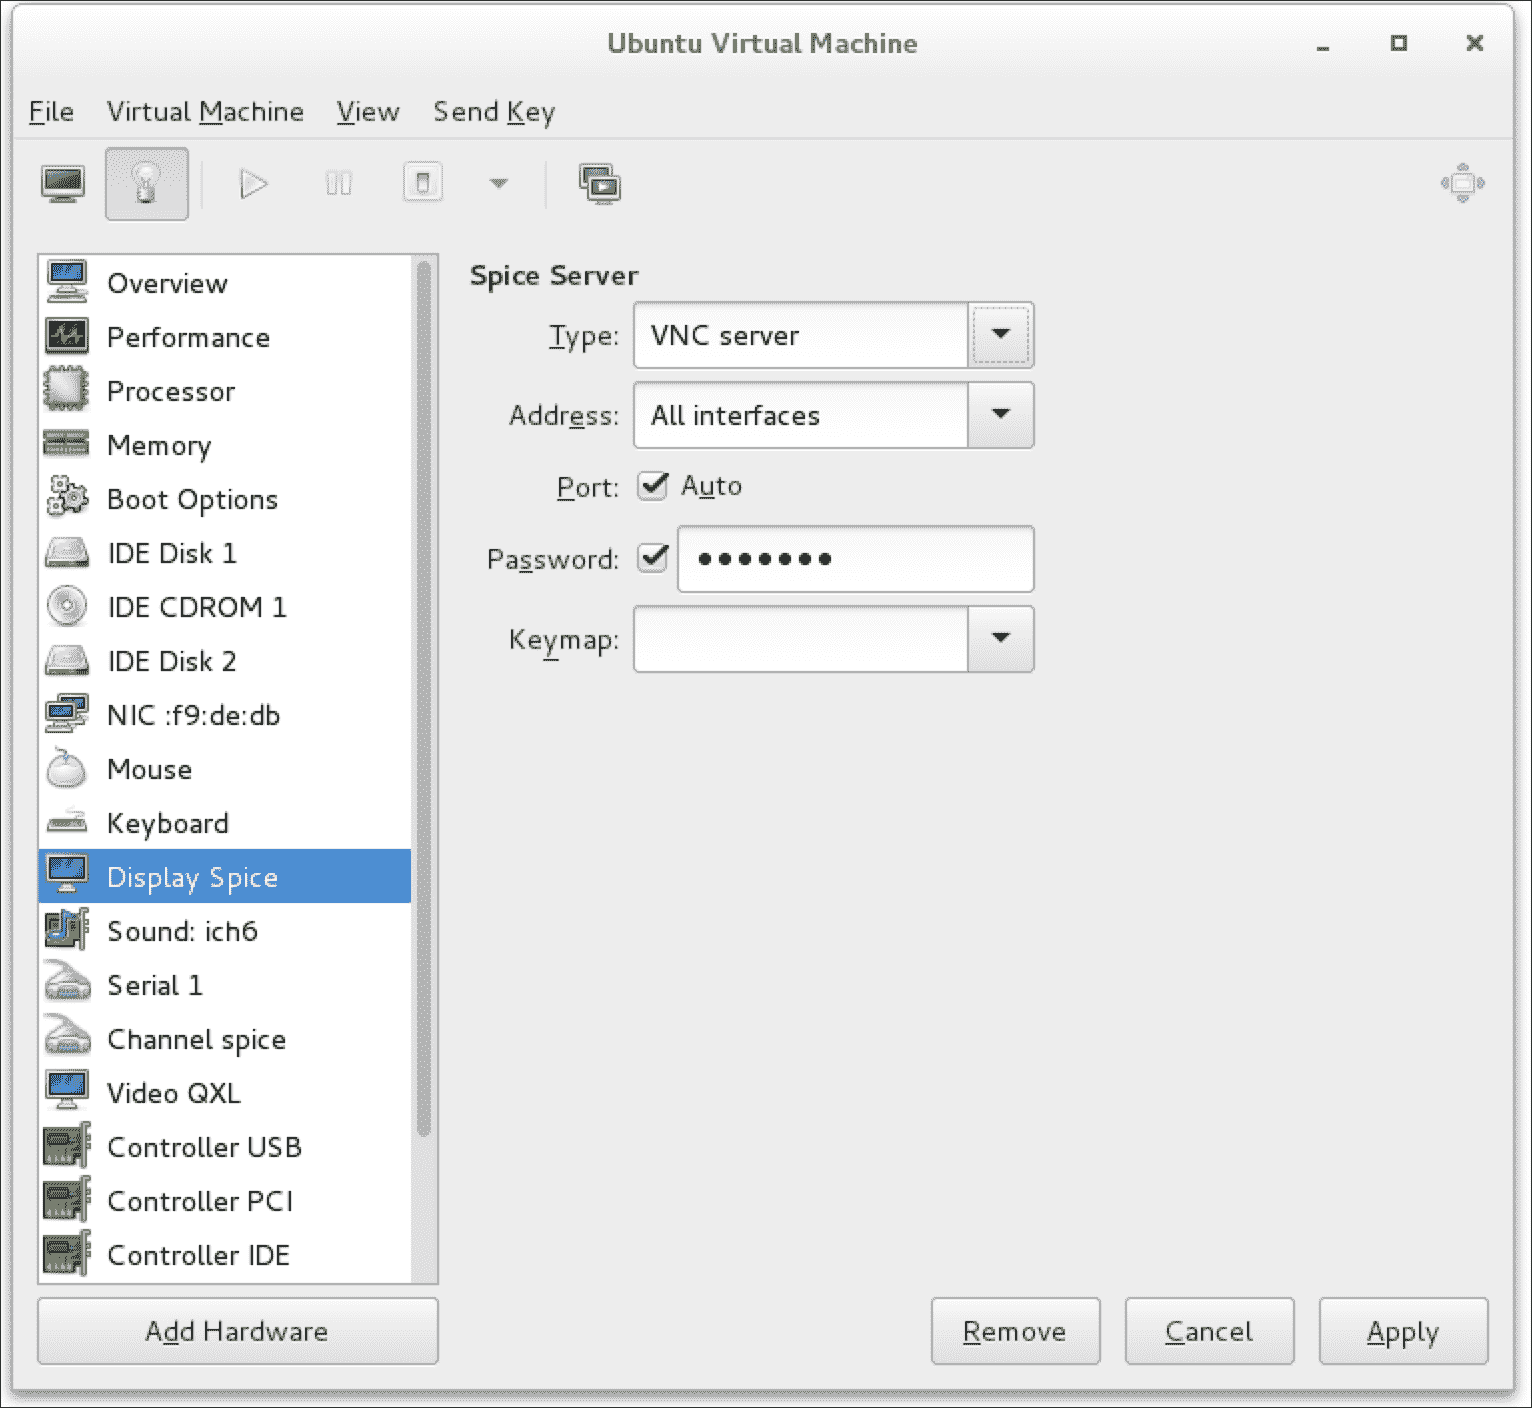 Ubuntu Virtual Machine
File Virtual Machine View Send Key
Overview
Performance
Processor
Memory
Boot Options
IDE Disk 1
IDE CDROM 1
IDE Disk 2
NIC :f9:de:db
Mouse
Keyboard
Display Spice
Sound: ich6
Serial 1
Channel spice
Video QXL
Controller USB
Controller PCI
Controller IDE
Add Hardware
Spice Server
Type: VNC server
Address: All interfaces
Port: Auto
Password: •••••••
Keymap:
Remove Cancel Apply